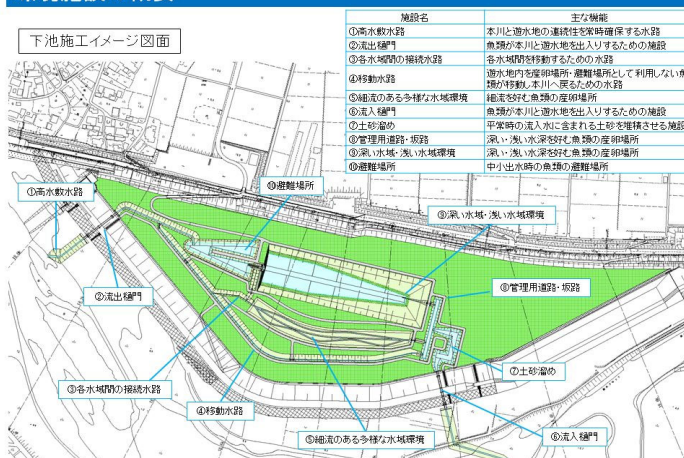 下池施工イメージ図面
施設名 主な機能
①高水敷水路 本川と遊水地の連続性を常時確保する水路
②流出樋門 魚類が本川と遊水地を出入りするための施設
③各水域間の接続水路 各水域間を移動するための水路
④移動水路 遊水地内を産卵場所・避難場所として利用しない魚
類が移動し本川へ戻るための水路
⑤細流のある多様な水域環境 細流を好む魚類の産卵場所
⑥流入樋門 魚類が本川と遊水地を出入りするための施設
⑦土砂溜め 平常時の流入水に含まれる土砂を堆積させる施設
⑧管理用道路・坂路 深い・浅い水深を好む魚類の産卵場所
⑨深い水域・浅い水域環境 深い・浅い水深を好む魚類の産卵場所
⑩避難場所 中小出水時の魚類の避難場所
①高水敷水路
⑩避難場所
⑨深い水域・浅い水域環境
②流出樋門
⑧管理用道路・坂路
⑦土砂溜め
③各水域間の接続水路
④移動水路
⑤細流のある多様な水域環境
⑥流入樋門